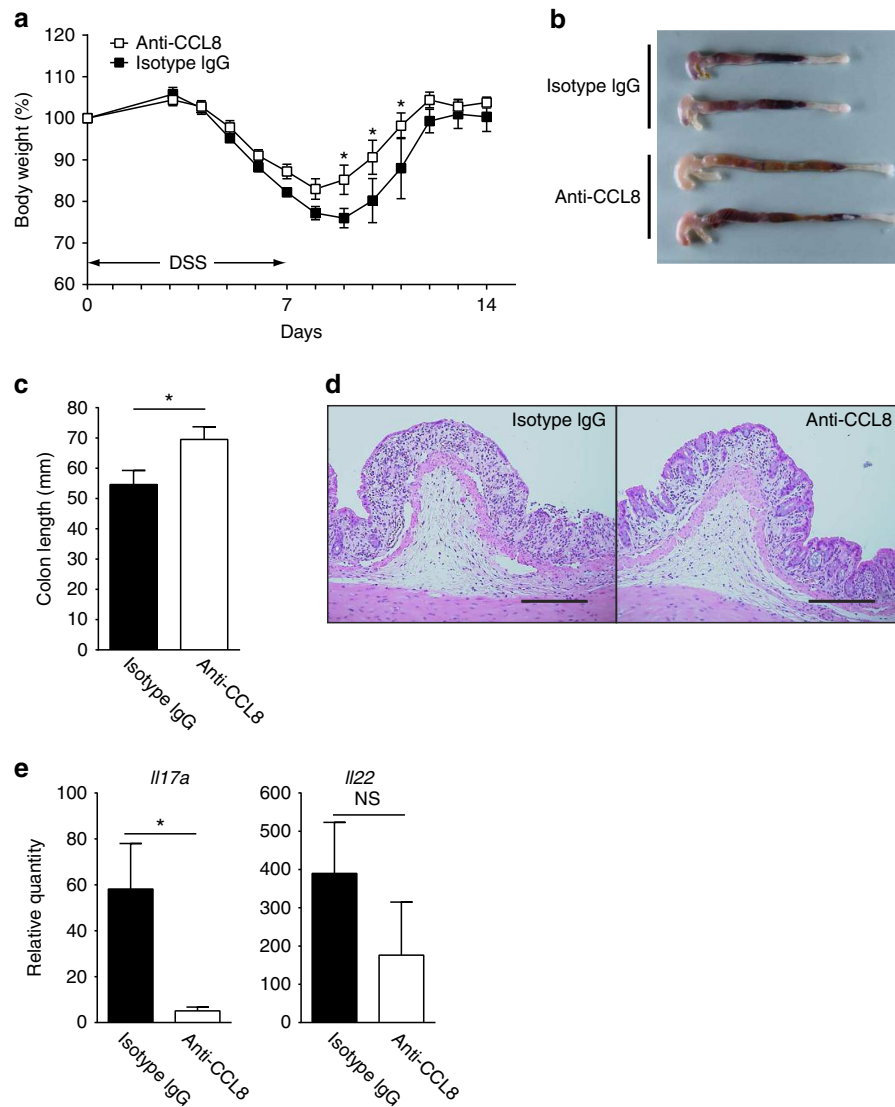 a
120
110
100
90
80
70
60
Body weight (%)
Anti-CCL8
Isotype IgG
*
*
*
DSS
0
7
14
Days
b
Isotype IgG
Anti-CCL8
c
80
70
60
50
40
30
20
10
0
Colon length (mm)
*
Isotype IgG
Anti-CCL8
d
Isotype IgG
Anti-CCL8
e
Relative quantity
Il17a
100
80
60
40
20
0
*
Isotype IgG
Anti-CCL8
Il22
600
500
400
300
200
100
0
NS
Isotype IgG
Anti-CCL8